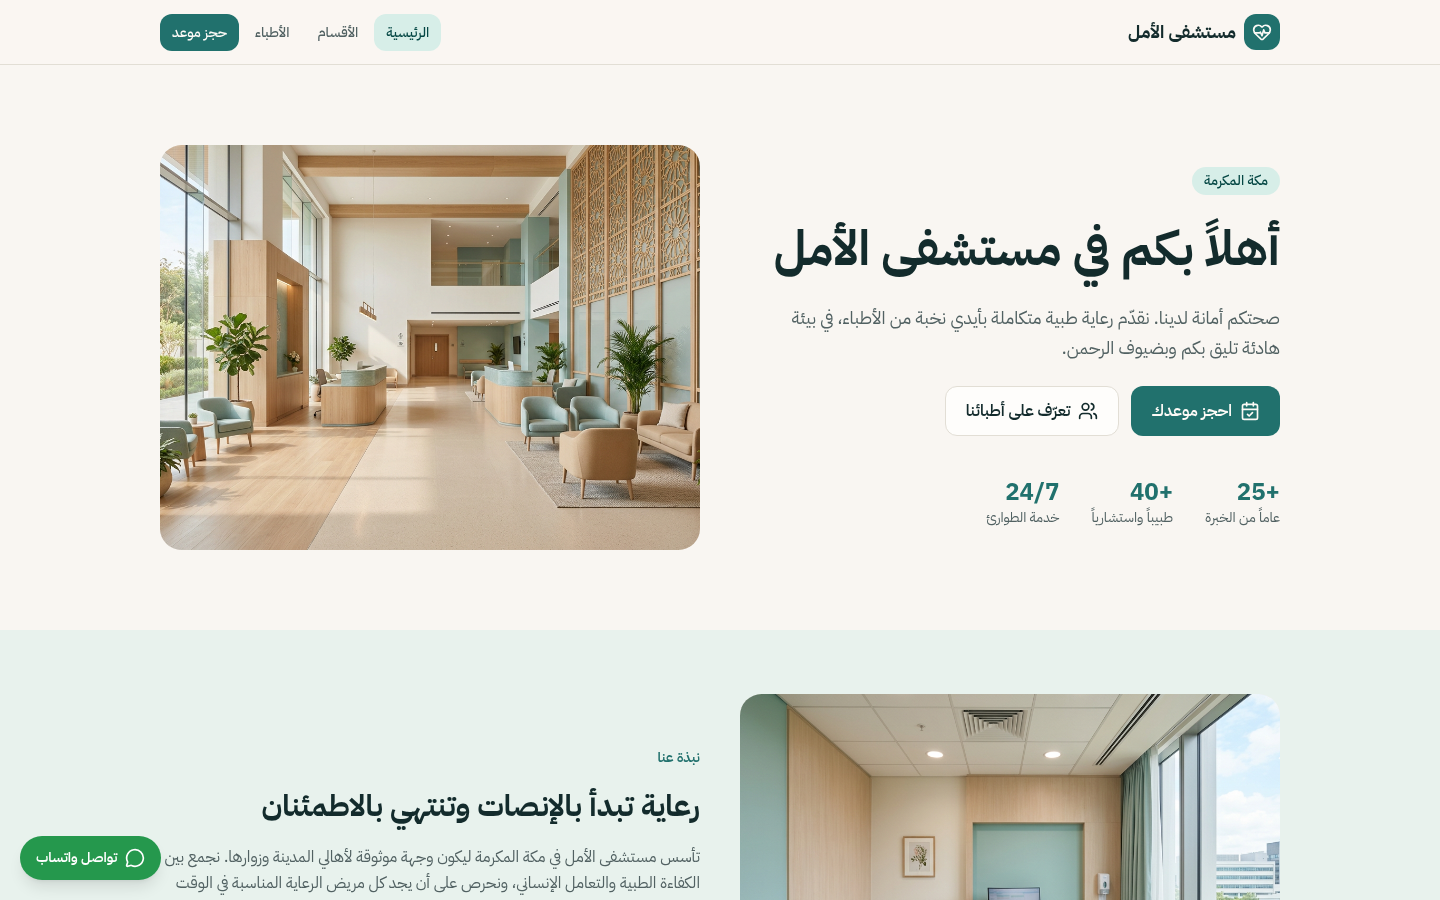 مستشفى الأمل
الرئيسية
الأقسام
الأطباء
حجز موعد
مكة المكرمة
أهلاً بكم في مستشفى الأمل
صحتكم أمانة لدينا. نقدّم رعاية طبية متكاملة بأيدي نخبة من الأطباء، في بيئة
هادئة تليق بكم وبضيوف الرحمن.
احجز موعدك
تعرّف على أطبائنا
25+
عاماً من الخبرة
40+
طبيباً واستشارياً
24/7
خدمة الطوارئ
نبذة عنا
رعاية تبدأ بالإنصات وتنتهي بالاطمئنان
تأسس مستشفى الأمل في مكة المكرمة ليكون وجهة موثوقة لأهالي المدينة وزوارها. نجمع بين
الكفاءة الطبية والتعامل الإنساني، ونحرص على أن يجد كل مريض الرعاية المناسبة في الوقت
تواصل واتساب